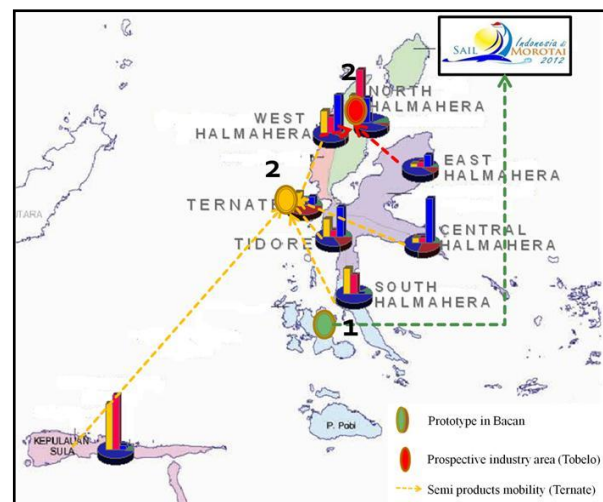 Indonesia &
SAIL MOROTAI
2012
2
NORTH
HALMAHERA
WEST
HALMAHERA
EAST
HALMAHERA
2
TERNATE
TIDORE
CENTRAL
HALMAHERA
SOUTH
HALMAHERA
1
UTARA
P. Pobi
KEPULAUAN
SULA
Prototype in Bacan
Prospective industry area (Tobelo)
Semi products mobility (Ternate)